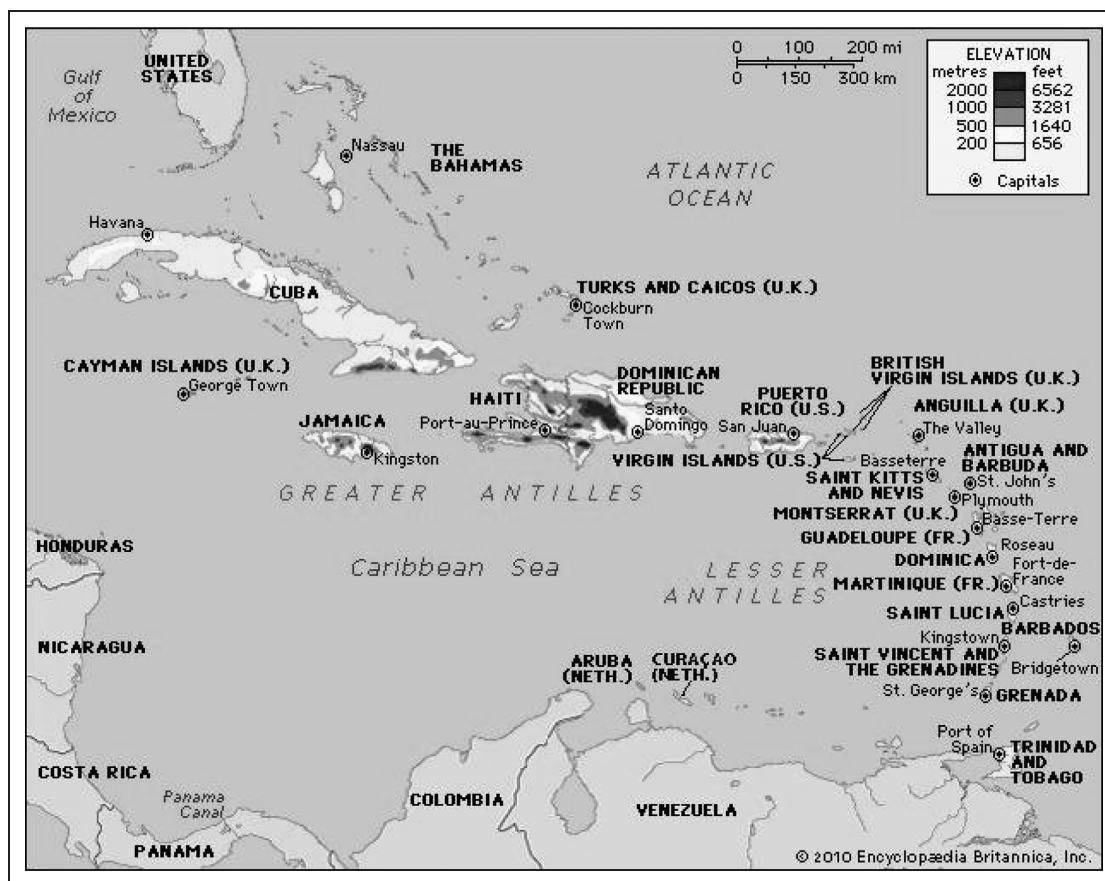 UNITED
STATES
Gulf
of
Mexico
0 100 200 mi
0 150 300 km
ELEVATION
metres feet
2000 6562
1000 3281
500 1640
200 656
Capitals
Nassau
THE
BAHAMAS
ATLANTIC
OCEAN
Havana
CUBA
TURKS AND CAICOS (U.K.)
Cockburn
Town
CAYMAN ISLANDS (U.K.)
George Town
JAMAICA
Kingston
HAITI
Port-au-Prince
DOMINICAN
REPUBLIC
Santo
Domingo
PUERTO
RICO (U.S.)
San Juan
BRITISH
VIRGIN ISLANDS (U.K.)
VIRGIN ISLANDS (U.S.)
ANGUILLA (U.K.)
The Valley
Basseterre
SAINT KITTS
AND NEVIS
ANTIGUA AND
BARBUDA
St. John's
Plymouth
MONTSERRAT (U.K.)
Basse-Terre
GUADELOUPE (FR.)
Roseau
DOMINICA
Fort-de-
France
MARTINIQUE (FR.)
Castries
SAINT LUCIA
BARBADOS
Kingstown
SAINT VINCENT AND
THE GRENADINES
Bridgetown
St. George's
GRENADA
GREATER ANTILLES
Caribbean Sea
LESSER
ANTILLES
HONDURAS
NICARAGUA
COSTA RICA
Panama
Canal
PANAMA
ARUBA
(NETH.)
CURAÇAO
(NETH.)
COLOMBIA
VENEZUELA
Port of
Spain
TRINIDAD
AND
TOBAGO
© 2010 Encyclopædia Britannica, Inc.